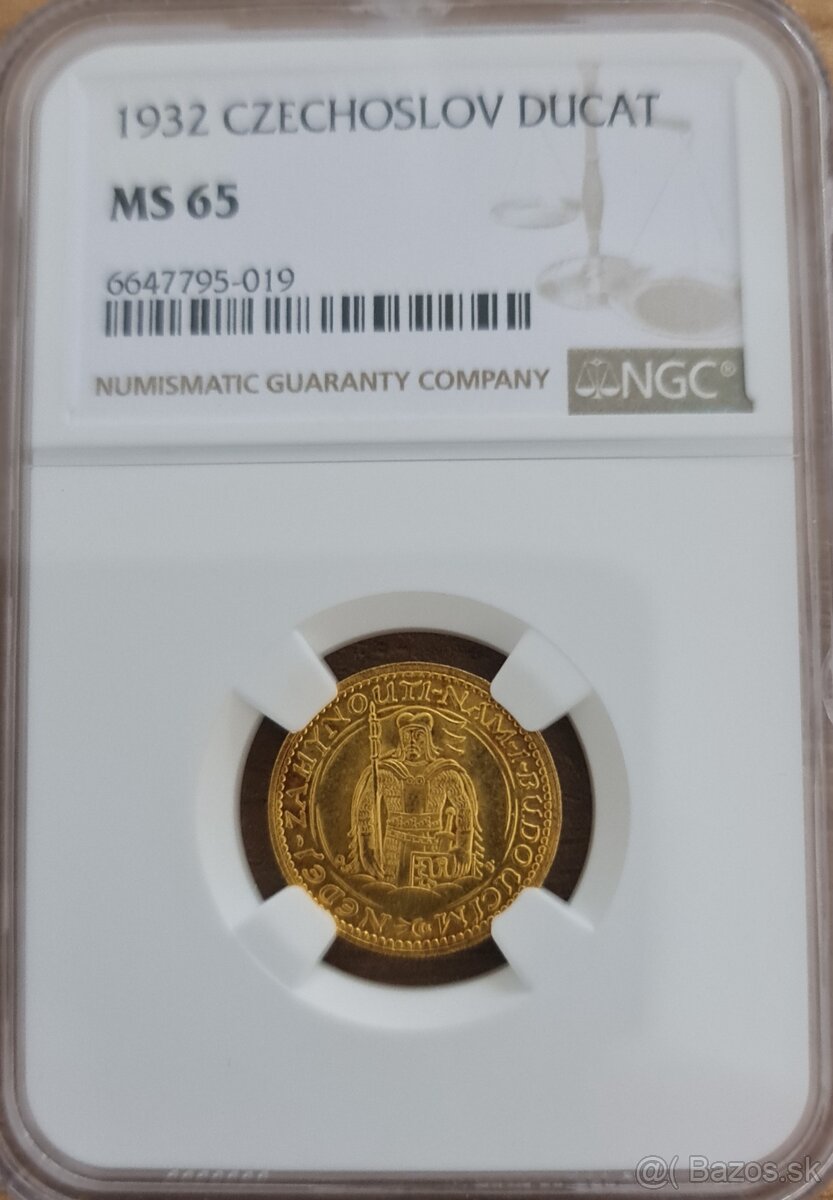 1932 CZECHOSLOV DUCAT
MS 65
6647795-019
NUMISMATIC GUARANTY COMPANY
NGC®
NEDEJ-ZAHYNOUTI-NÁM-I-BUDOUCÍM
@( Bazos.sk